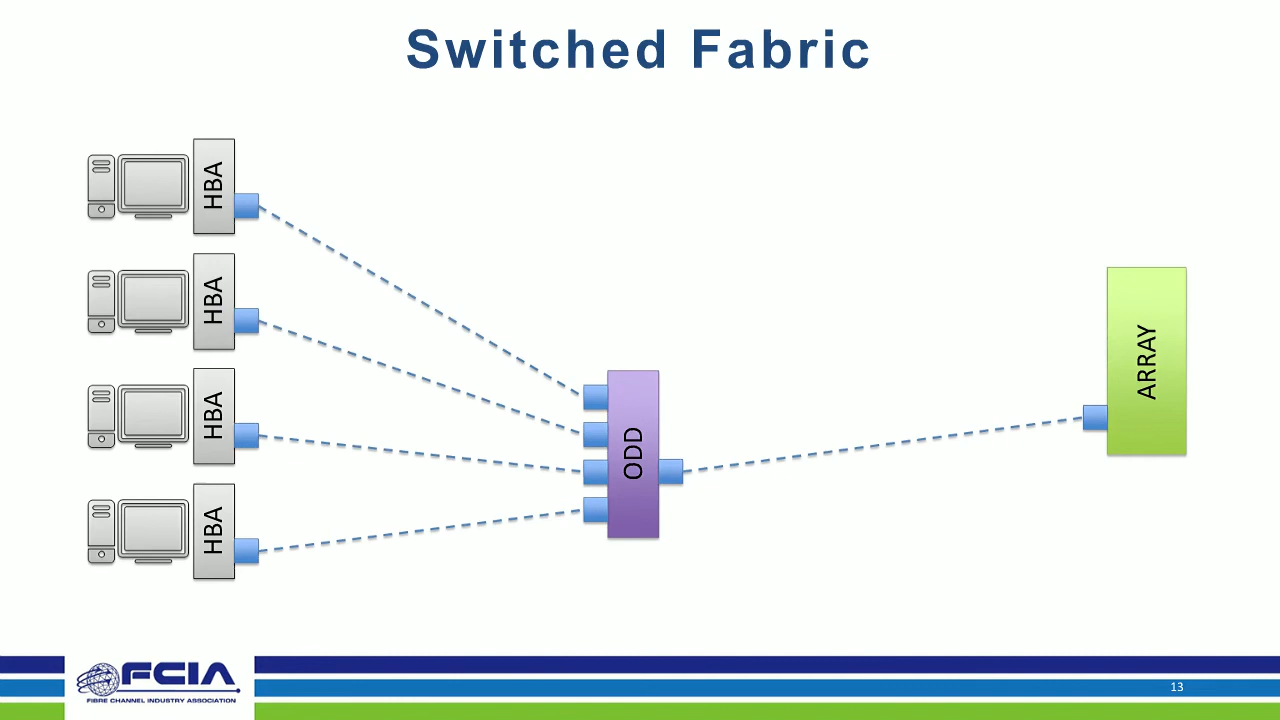 Switched Fabric
HBA
HBA
HBA
HBA
ODD
ARRAY
FCIA
FIBRE CHANNEL INDUSTRY ASSOCIATION
13